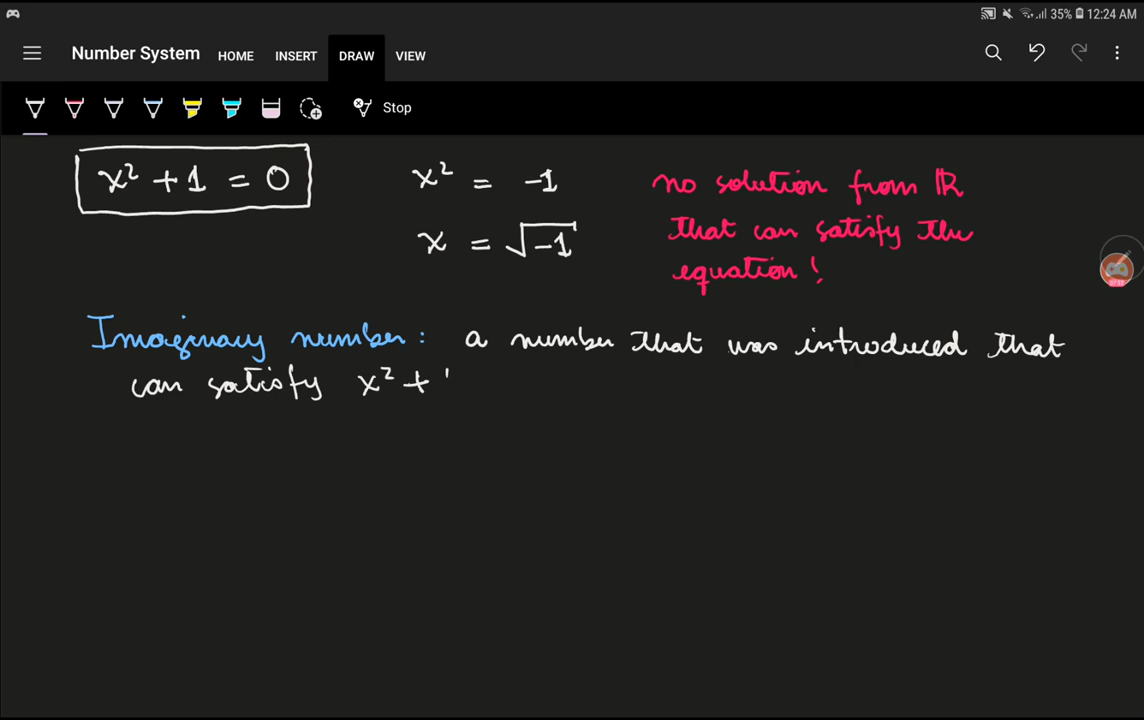 35% 12:24 AM
Number System HOME INSERT DRAW VIEW
Stop
x² + 1 = 0
x² = -1
x = √-1
no solution from ℝ
that can satisfy the
equation!
Imaginary number: a number that was introduced that
can satisfy x² +